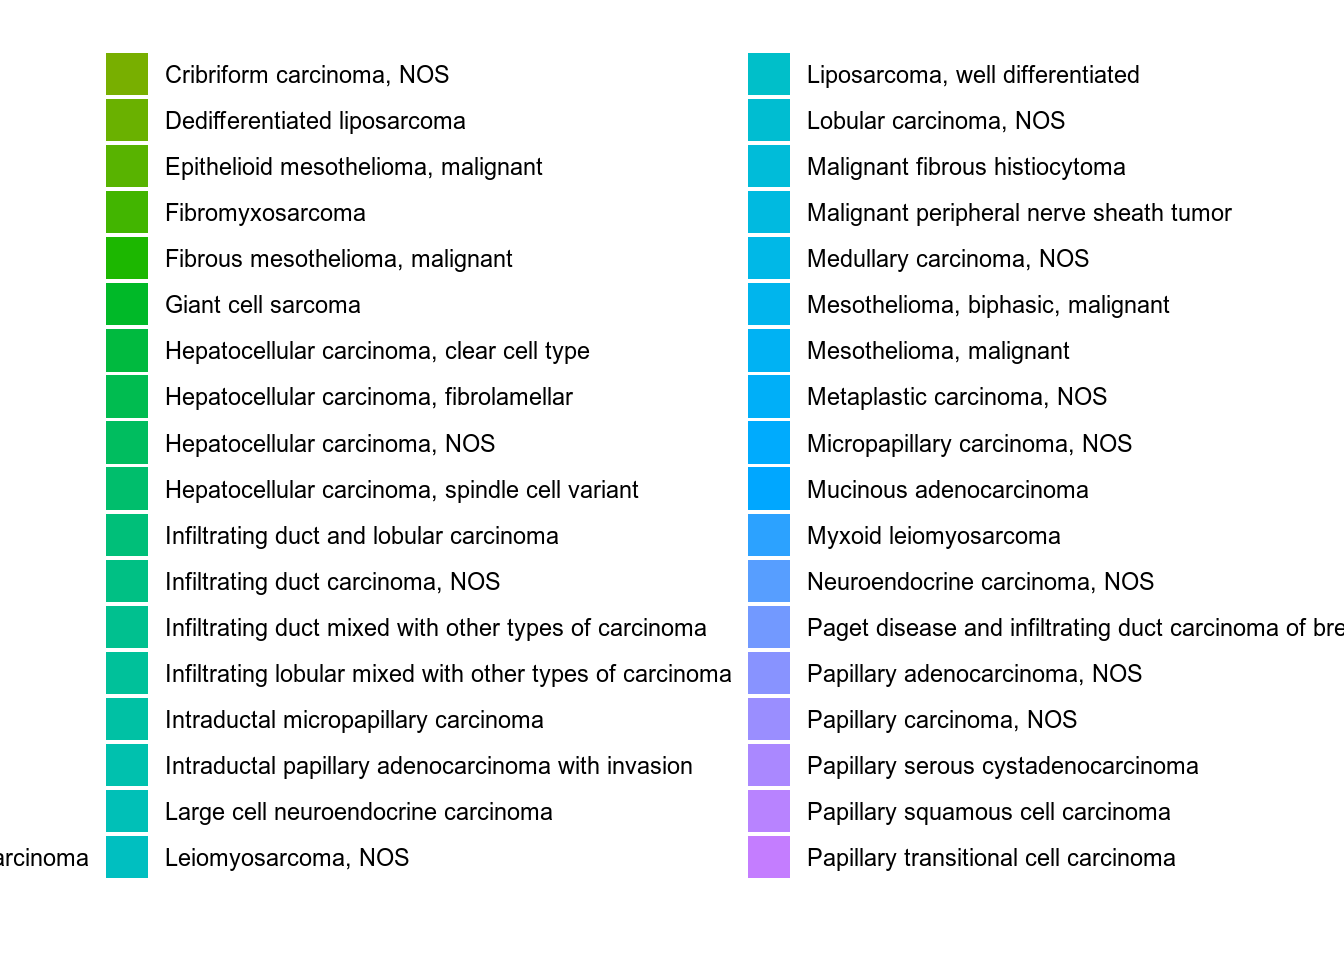 Cribriform carcinoma, NOS
Dedifferentiated liposarcoma
Epithelioid mesothelioma, malignant
Fibromyxosarcoma
Fibrous mesothelioma, malignant
Giant cell sarcoma
Hepatocellular carcinoma, clear cell type
Hepatocellular carcinoma, fibrolamellar
Hepatocellular carcinoma, NOS
Hepatocellular carcinoma, spindle cell variant
Infiltrating duct and lobular carcinoma
Infiltrating duct carcinoma, NOS
Infiltrating duct mixed with other types of carcinoma
Infiltrating lobular mixed with other types of carcinoma
Intraductal micropapillary carcinoma
Intraductal papillary adenocarcinoma with invasion
Large cell neuroendocrine carcinoma
Leiomyosarcoma, NOS
Liposarcoma, well differentiated
Lobular carcinoma, NOS
Malignant fibrous histiocytoma
Malignant peripheral nerve sheath tumor
Medullary carcinoma, NOS
Mesothelioma, biphasic, malignant
Mesothelioma, malignant
Metaplastic carcinoma, NOS
Micropapillary carcinoma, NOS
Mucinous adenocarcinoma
Myxoid leiomyosarcoma
Neuroendocrine carcinoma, NOS
Paget disease and infiltrating duct carcinoma of
Papillary adenocarcinoma, NOS
Papillary carcinoma, NOS
Papillary serous cystadenocarcinoma
Papillary squamous cell carcinoma
Papillary transitional cell carcinoma